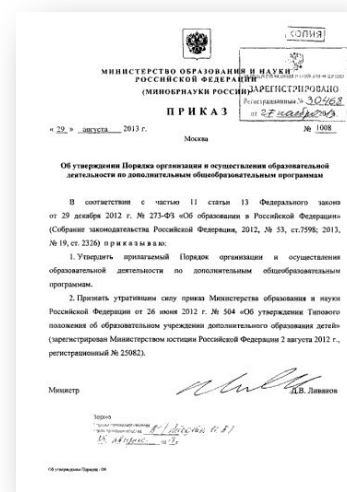 КОПИЯ
МИНИСТЕРСТВО ОБРАЗОВАНИЯ И НАУКИ
РОССИЙСКОЙ ФЕДЕРАЦИИ
(МИНОБРНАУКИ РОССИИ)
ЗАРЕГИСТРИРОВАНО
Регистрационный № 30468
от 27 ноября 2013.
ПРИКАЗ
« 29 » августа 2013 г.
№ 1008
Москва
Об утверждении Порядка организации и осуществления образовательной
деятельности по дополнительным общеобразовательным программам
В соответствии с частью 11 статьи 13 Федерального закона
от 29 декабря 2012 г. № 273-ФЗ «Об образовании в Российской Федерации»
(Собрание законодательства Российской Федерации, 2012, № 53, ст.7598; 2013,
№ 19, ст. 2326) п р и к а з ы в а ю:
1. Утвердить прилагаемый Порядок организации и осуществления
образовательной деятельности по дополнительным общеобразовательным
программам.
2. Признать утратившим силу приказ Министерства образования и науки
Российской Федерации от 26 июня 2012 г. № 504 «Об утверждении Типового
положения об образовательном учреждении дополнительного образования детей»
(зарегистрирован Министерством юстиции Российской Федерации 2 августа 2012 г.,
регистрационный № 25082).
Министр
Д.В. Ливанов
Верно
Об утверждении Порядка - 09